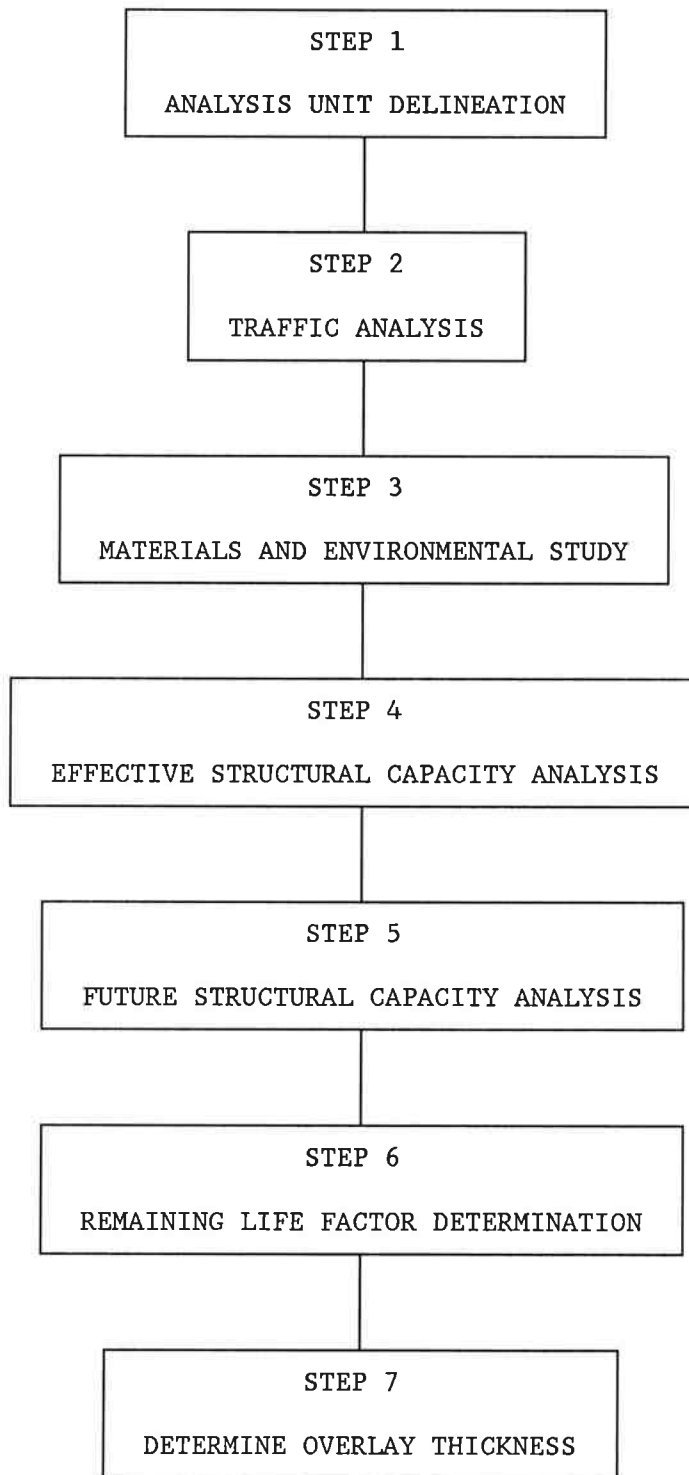 STEP 1
ANALYSIS UNIT DELINEATION
STEP 2
TRAFFIC ANALYSIS
STEP 3
MATERIALS AND ENVIRONMENTAL STUDY
STEP 4
EFFECTIVE STRUCTURAL CAPACITY ANALYSIS
STEP 5
FUTURE STRUCTURAL CAPACITY ANALYSIS
STEP 6
REMAINING LIFE FACTOR DETERMINATION
STEP 7
DETERMINE OVERLAY THICKNESS